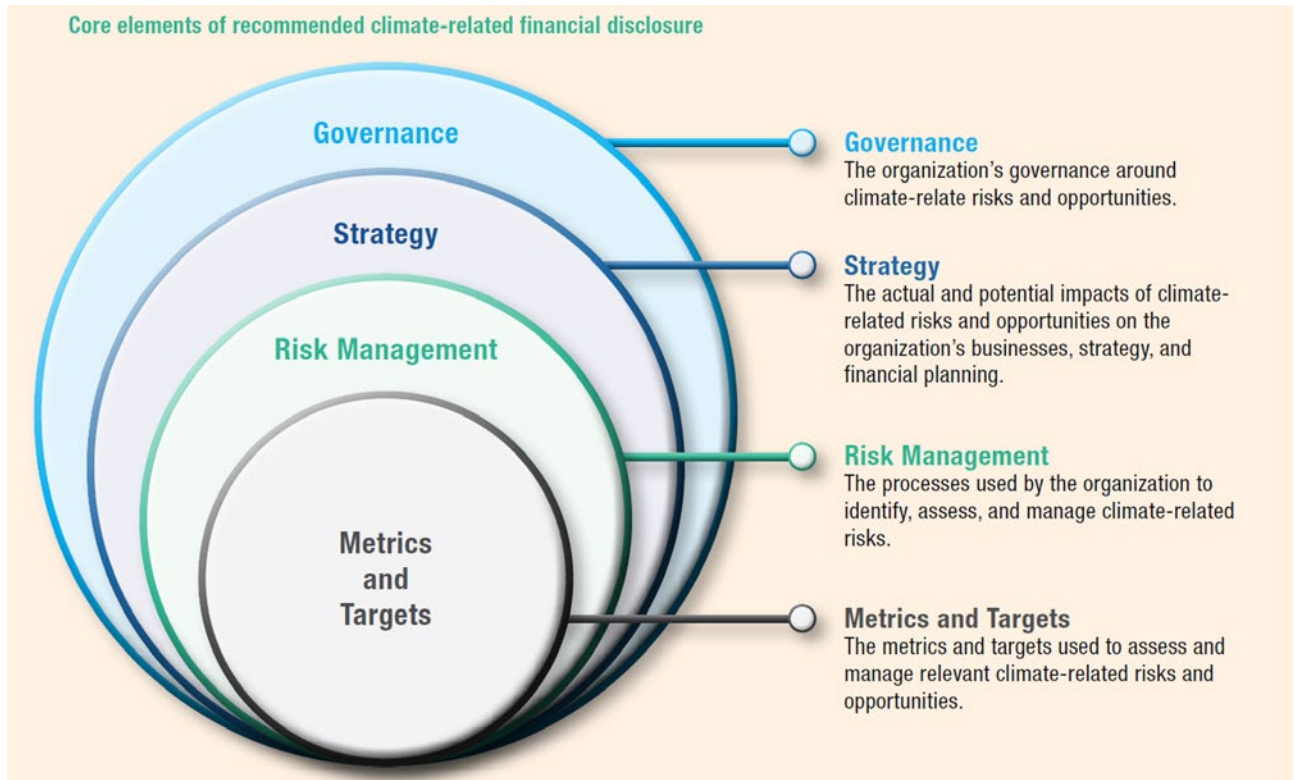 Core elements of recommended climate-related financial disclosure
Governance
Strategy
Risk Management
Metrics
and
Targets
Governance
The organization’s governance around
climate-relate risks and opportunities.
Strategy
The actual and potential impacts of climate-
related risks and opportunities on the
organization’s businesses, strategy, and
financial planning.
Risk Management
The processes used by the organization to
identify, assess, and manage climate-related
risks.
Metrics and Targets
The metrics and targets used to assess and
manage relevant climate-related risks and
opportunities.